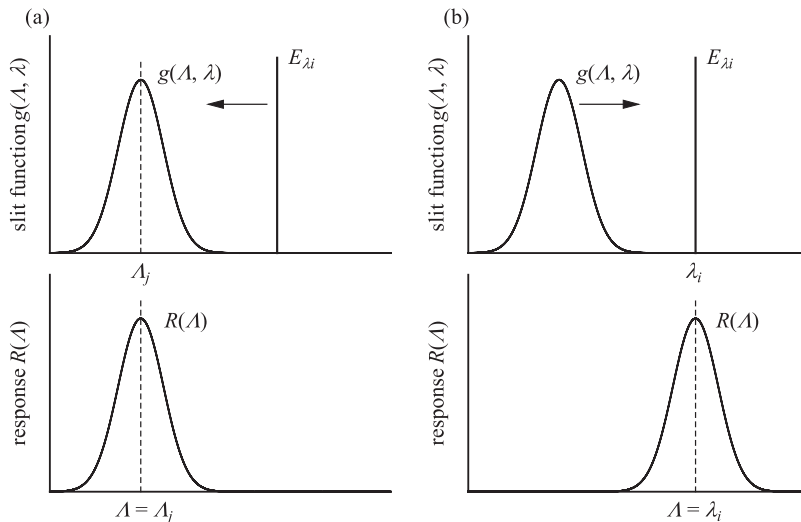 (a)
slit function g(Λ, λ)
g(Λ, λ)
E_λi
Λ_j
response R(Λ)
R(Λ)
Λ = Λ_j
(b)
slit function g(Λ, λ)
g(Λ, λ)
E_λi
λ_i
response R(Λ)
R(Λ)
Λ = λ_i